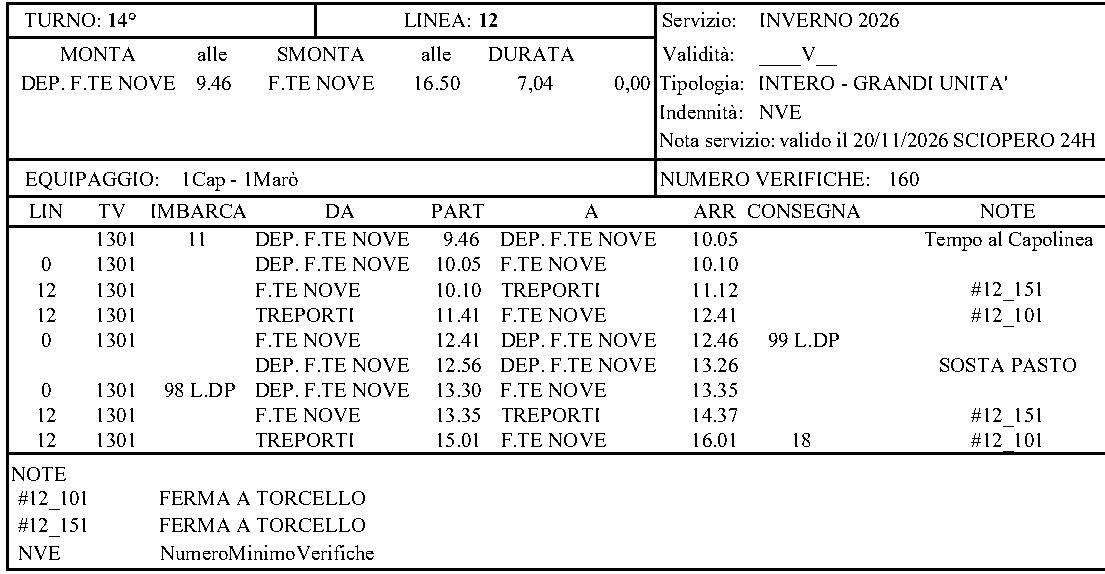 TURNO: 14° LINEA: 12 Servizio: INVERNO 2026
MONTA alle SMONTA alle DURATA Validità: ____V__
DEP. F.TE NOVE 9.46 F.TE NOVE 16.50 7,04 0,00 Tipologia: INTERO - GRANDI UNITA'
Indennità: NVE
Nota servizio: valido il 20/11/2026 SCIOPERO 24H
EQUIPAGGIO: 1Cap - 1Marò NUMERO VERIFICHE: 160
LIN TV IMBARCA DA PART A ARR CONSEGNA NOTE
1301 11 DEP. F.TE NOVE 9.46 DEP. F.TE NOVE 10.05 Tempo al Capolinea
0 1301 DEP. F.TE NOVE 10.05 F.TE NOVE 10.10
12 1301 F.TE NOVE 10.10 TREPORTI 11.12 #12_151
12 1301 TREPORTI 11.41 F.TE NOVE 12.41 #12_101
0 1301 F.TE NOVE 12.41 DEP. F.TE NOVE 12.46 99 L.DP
DEP. F.TE NOVE 12.56 DEP. F.TE NOVE 13.26 SOSTA PASTO
0 1301 98 L.DP DEP. F.TE NOVE 13.30 F.TE NOVE 13.35
12 1301 F.TE NOVE 13.35 TREPORTI 14.37 #12_151
12 1301 TREPORTI 15.01 F.TE NOVE 16.01 18 #12_101
NOTE
#12_101 FERMA A TORCELLO
#12_151 FERMA A TORCELLO
NVE NumeroMinimoVerifiche